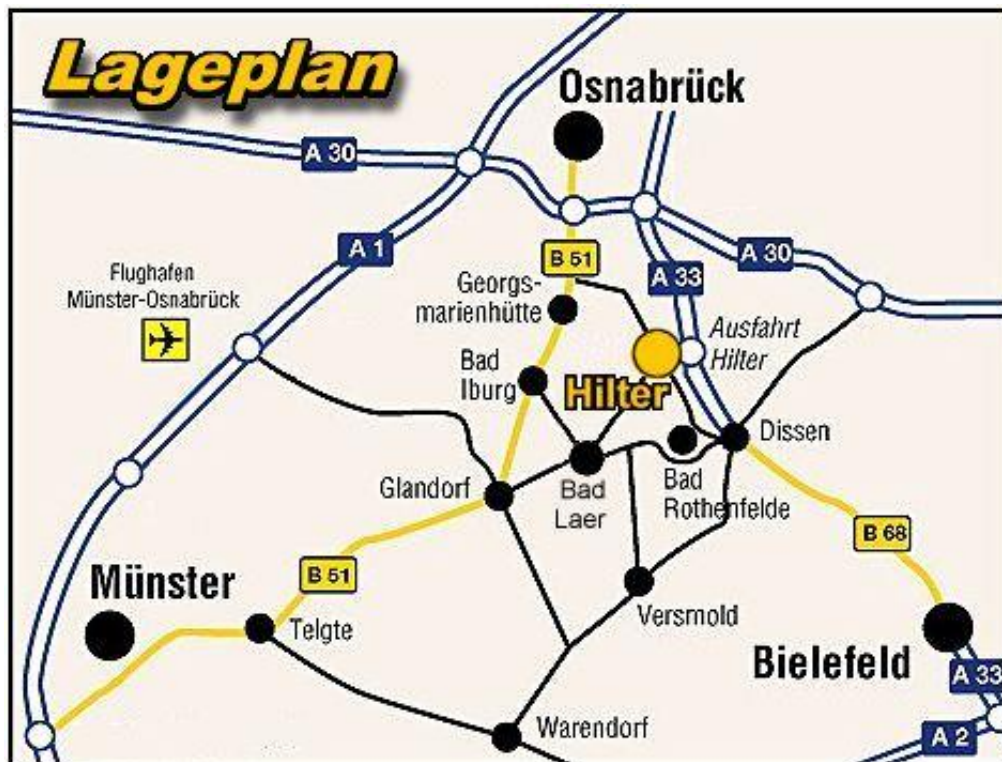 Lageplan
Osnabrück
A 30
A 1
B 51
A 33
A 30
Flughafen
Münster-Osnabrück
Georgs-
marienhütte
Ausfahrt
Hilter
Bad
Iburg
Hilter
Dissen
Glandorf
Bad
Laer
Bad
Rothenfelde
B 68
B 51
Münster
Telgte
Versmold
Bielefeld
A 33
Warendorf
A 2